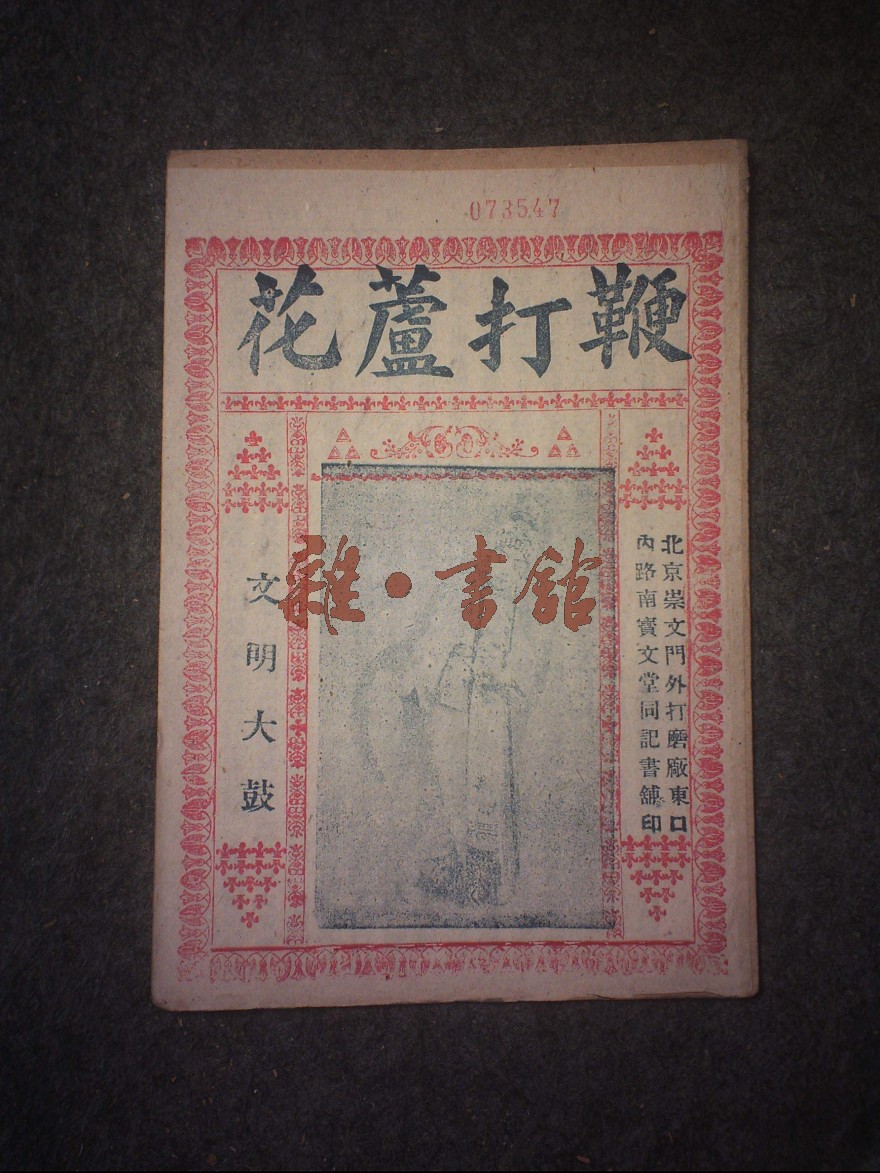 073547
鞭打蘆花
北京崇文門外打磨廠東口
內路南寶文堂同記書舖印
雜·書館
文明大鼓